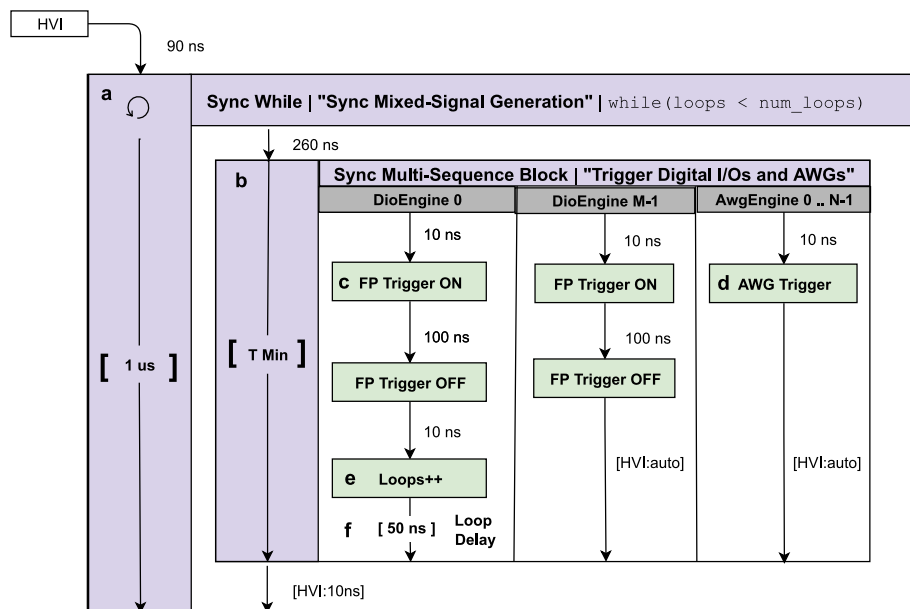 HVI
90 ns
a
Sync While | "Sync Mixed-Signal Generation" | while(loops < num_loops)
260 ns
b
Sync Multi-Sequence Block | "Trigger Digital I/Os and AWGs"
DioEngine 0
DioEngine M-1
AwgEngine 0 .. N-1
10 ns
10 ns
10 ns
c FP Trigger ON
FP Trigger ON
d AWG Trigger
100 ns
100 ns
[ 1 us ]
[ T Min ]
FP Trigger OFF
FP Trigger OFF
10 ns
[HVI:auto]
[HVI:auto]
e Loops++
f [ 50 ns ] Loop
Delay
[HVI:10ns]